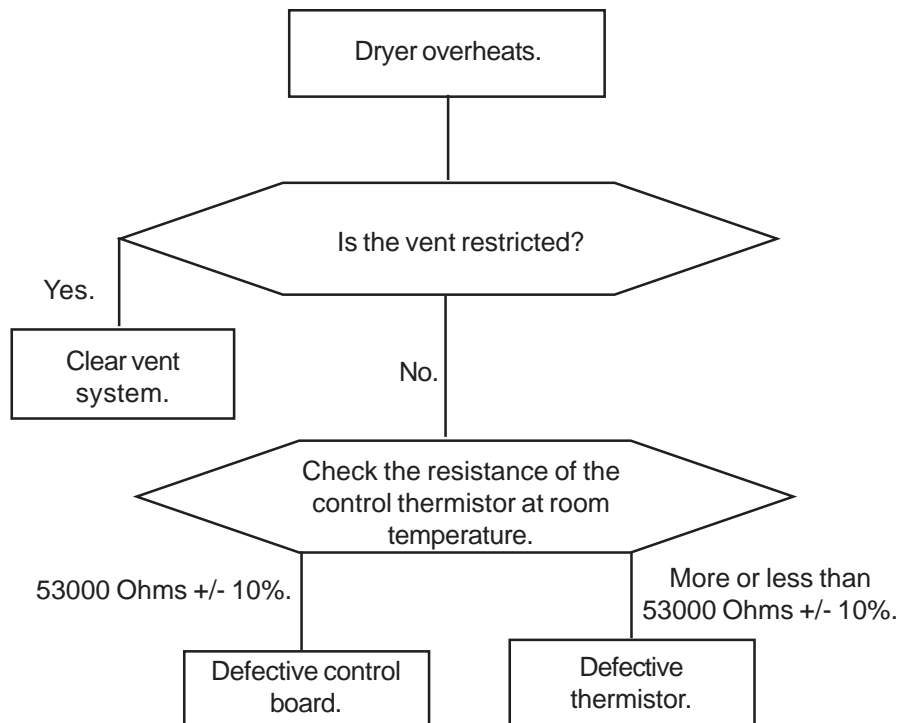 Dryer overheats.
Is the vent restricted?
Yes.
Clear vent
system.
No.
Check the resistance of the
control thermistor at room
temperature.
53000 Ohms +/- 10%.
More or less than
53000 Ohms +/- 10%.
Defective control
board.
Defective
thermistor.